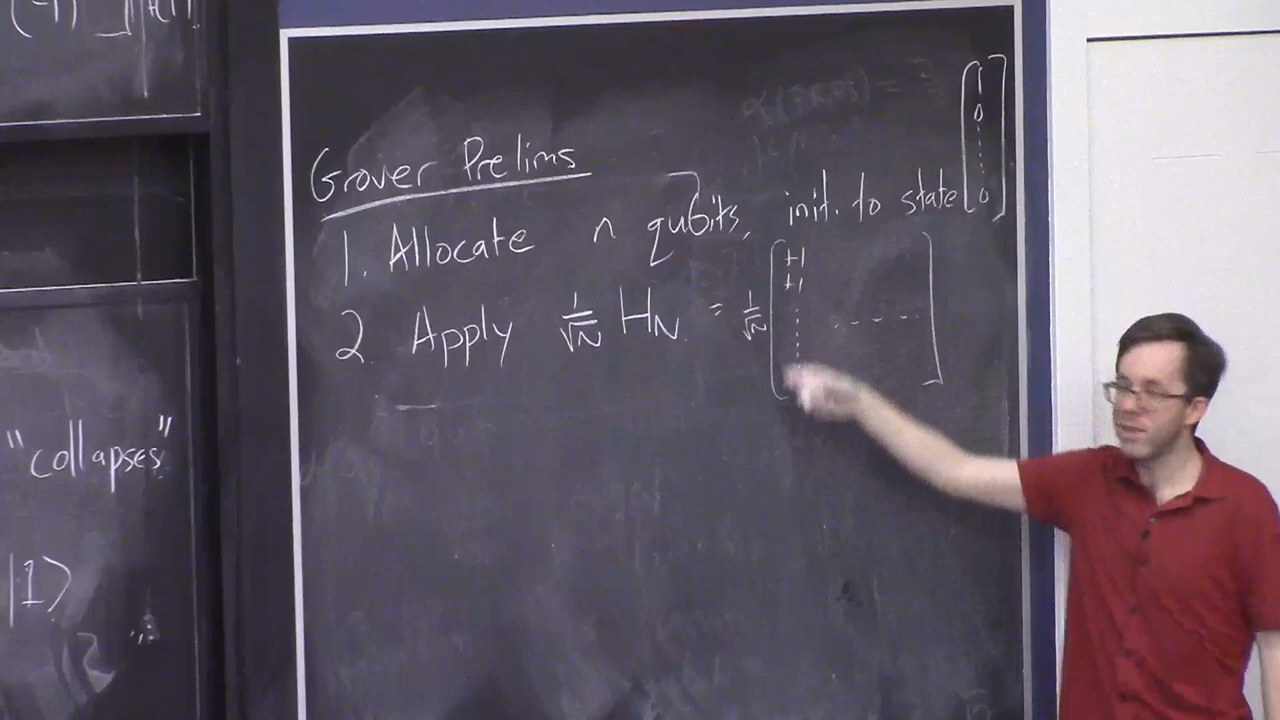 Grover Prelims
1. Allocate n qubits, init. to state [1 0 ⋮ 0]
2. Apply 1/√N H_N = 1/√N [+1 +1 ⋮ ----]
"collapses"
|1⟩